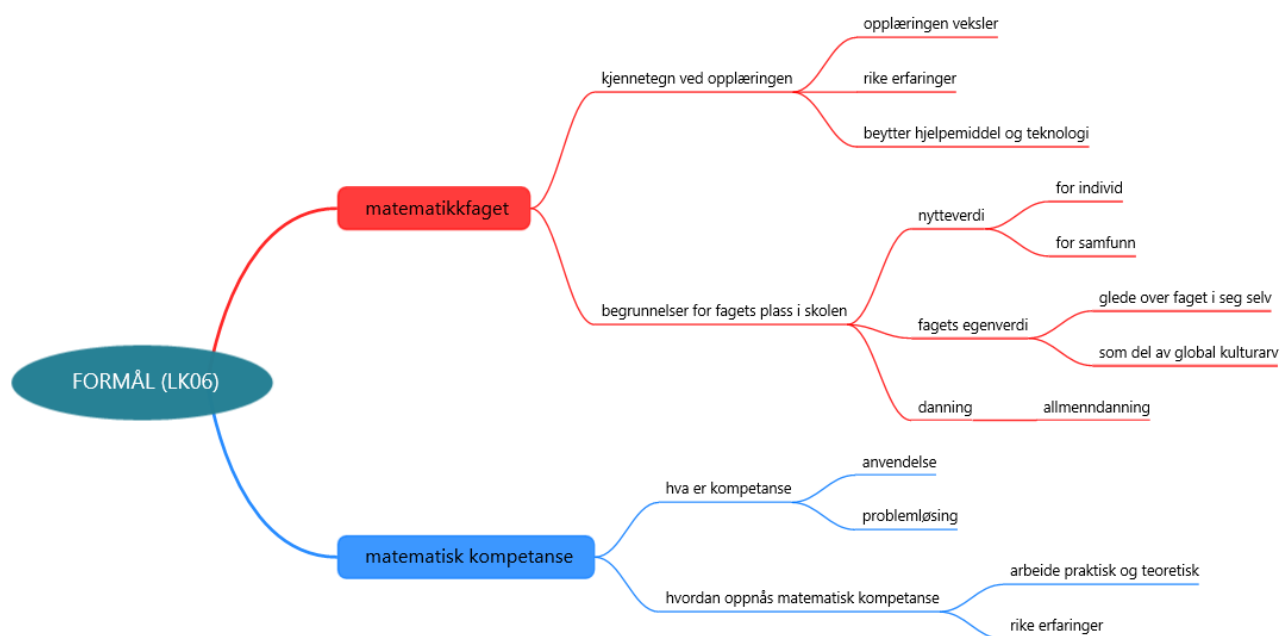 FORMÅL (LK06)
matematikkfaget
kjennetegn ved opplæringen
opplæringen veksler
rike erfaringer
beytter hjelpemiddel og teknologi
begrunnelser for fagets plass i skolen
nytteverdi
for individ
for samfunn
fagets egenverdi
glede over faget i seg selv
som del av global kulturarv
danning
allmenndanning
matematisk kompetanse
hva er kompetanse
anvendelse
problemløsing
hvordan oppnås matematisk kompetanse
arbeide praktisk og teoretisk
rike erfaringer